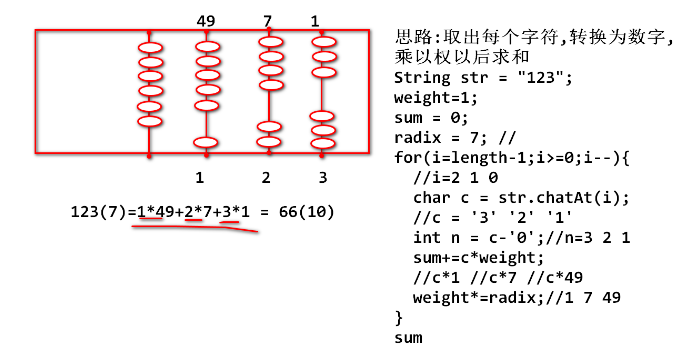 49 7 1
1 2 3
123(7)=1*49+2*7+3*1 = 66(10)
思路:取出每个字符,转换为数字,
乘以权以后求和
String str = "123";
weight=1;
sum = 0;
radix = 7; //
for(i=length-1;i>=0;i--){
//i=2 1 0
char c = str.chatAt(i);
//c = '3' '2' '1'
int n = c-'0';//n=3 2 1
sum+=c*weight;
//c*1 //c*7 //c*49
weight*=radix;//1 7 49
}
sum